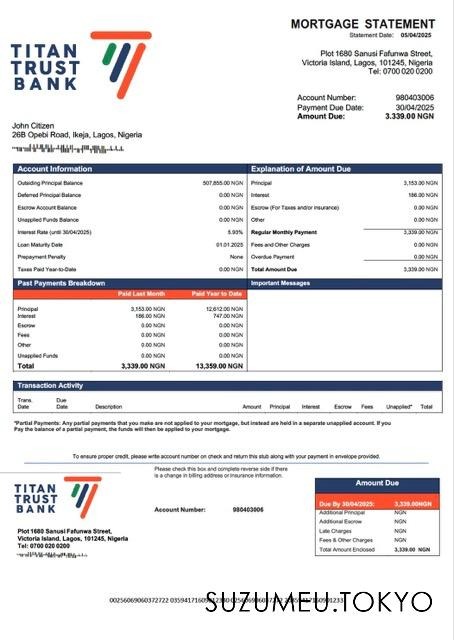 TITAN
TRUST
BANK
MORTGAGE STATEMENT
Statement Date: 05/04/2025
Plot 1680 Sanusi Fafunwa Street,
Victoria Island, Lagos, 101245, Nigeria
Tel: 0700 020 0200
Account Number: 980403006
Payment Due Date: 30/04/2025
Amount Due: 3.339.00 NGN
John Citizen
26B Opebi Road, Ikeja, Lagos, Nigeria
Account Information
Outsiding Principal Balance 507,855.00 NGN
Deferred Principal Balance 0.00 NGN
Escrow Account Balance 0.00 NGN
Unapplied Funds Balance 0.00 NGN
Interest Rate (until 30/04/2025) 5.93%
Loan Maturity Date 01.01.2025
Prepayment Penalty None
Taxes Paid Year-to-Date 0.00 NGN
Explanation of Amount Due
Principal 3,153.00 NGN
Interest 186.00 NGN
Escrow (For Taxes and/or insurance) 0.00 NGN
Other 0.00 NGN
Regular Monthly Payment 3,339.00 NGN
Fees and Other Charges 0.00 NGN
Overdue Payment 0.00 NGN
Total Amount Due 3,339.00 NGN
Past Payments Breakdown
Paid Last Month Paid Year to Date
Principal 3,153.00 NGN 12,612.00 NGN
Interest 186.00 NGN 747.00 NGN
Escrow 0.00 NGN 0.00 NGN
Fees 0.00 NGN 0.00 NGN
Other 0.00 NGN 0.00 NGN
Unapplied Funds 0.00 NGN 0.00 NGN
Total 3,339.00 NGN 13,359.00 NGN
Important Messages
Transaction Activity
Trans. Date Due Date Description Amount Principal Interest Escrow Fees Unapplied* Total
*Partial Payments: Any partial payments that you make are not applied to your mortgage, but instead are held in a separate unapplied account. If you
Pay the balance of a partial payment, the funds will then be applied to your mortgage.
To ensure proper credit, please write account number on check and return this stub along with your payment in envelope provided.
TITAN
TRUST
BANK
Plot 1680 Sanusi Fafunwa Street,
Victoria Island, Lagos, 101245, Nigeria
Tel: 0700 020 0200
Please check this box and complete reverse side if there
is a change in billing address or insurance information.
Account Number: 980403006
Amount Due
Due By 30/04/2025: 3,339.00NGN
Additional Principal NGN
Additional Escrow NGN
Late Charges NGN
Fees & Other Charges NGN
Total Amount Enclosed 3,339.00 NGN
SUZUMEU.TOKYO